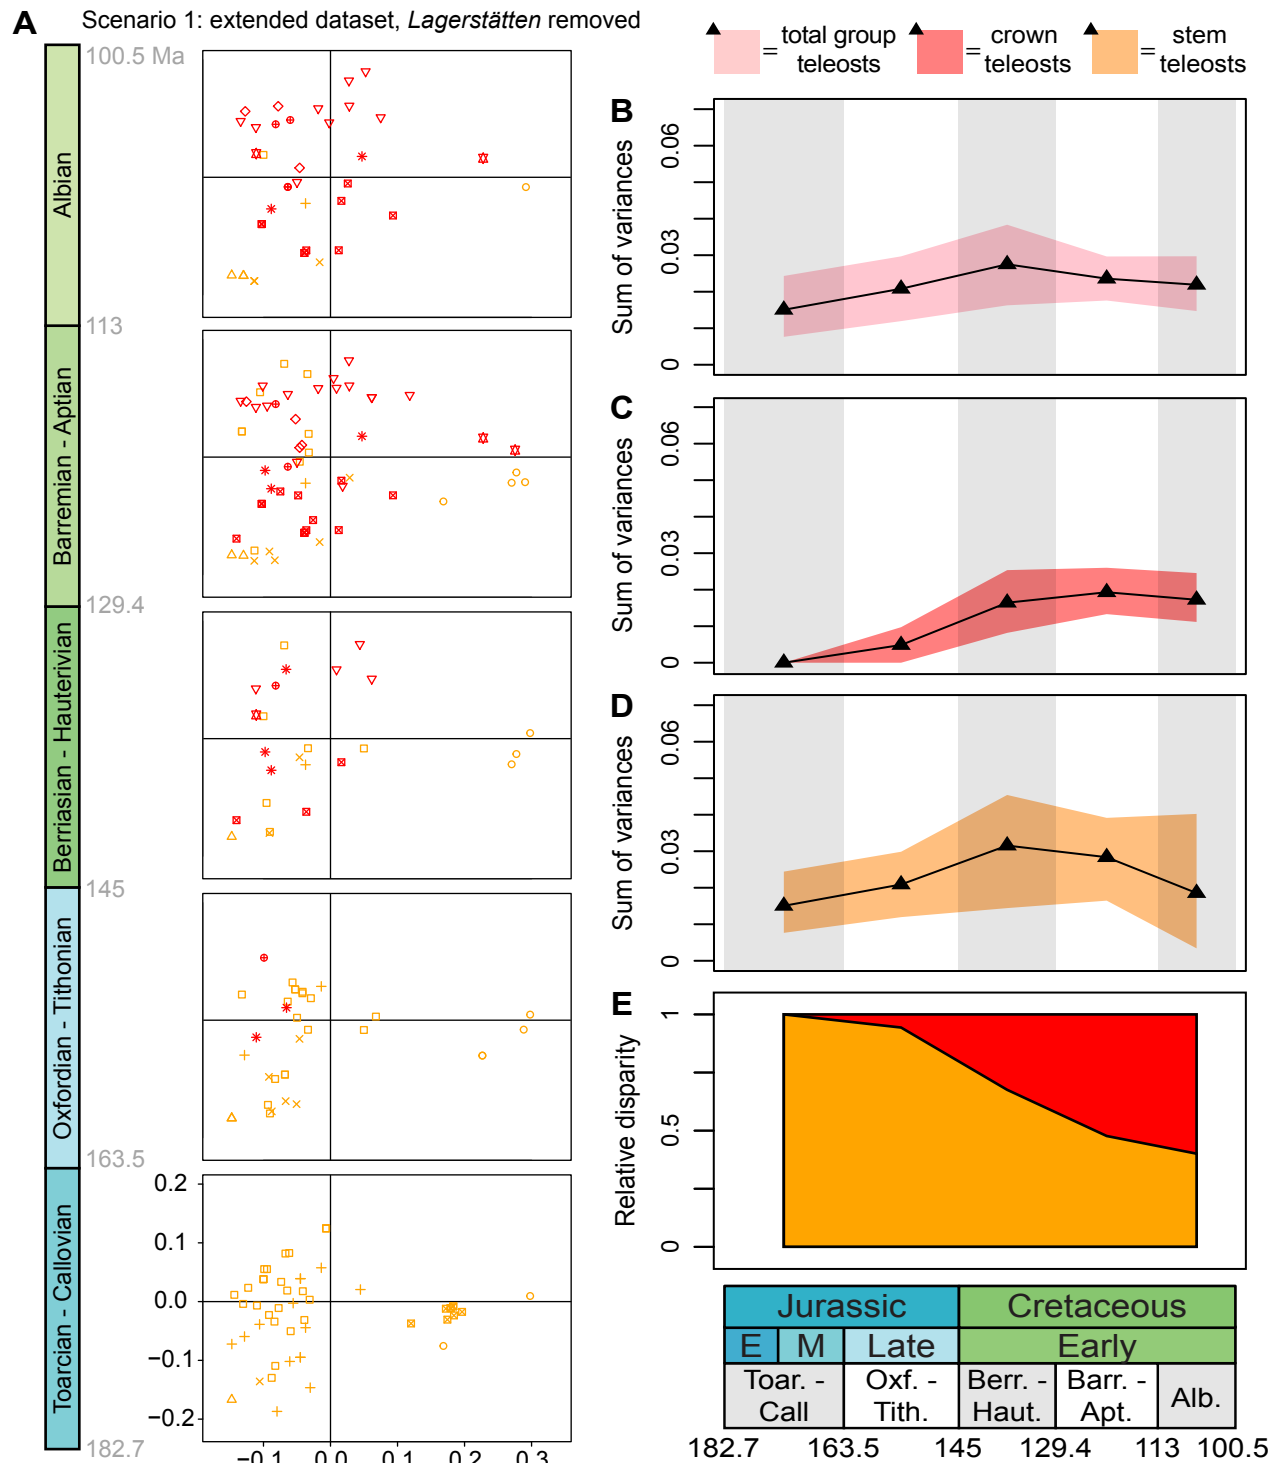 A
Scenario 1: extended dataset, Lagerstätten removed
100.5 Ma
Albian
113
Barremian - Aptian
129.4
Berriasian - Hauterivian
145
Oxfordian - Tithonian
163.5
Toarcian - Callovian
182.7
0.2
0.1
0.0
−0.1
−0.2
−0.1 0.0 0.1 0.2 0.3
= total group teleosts
= crown teleosts
= stem teleosts
B
Sum of variances
0.06
0.03
0
C
Sum of variances
0.06
0.03
0
D
Sum of variances
0.06
0.03
0
E
Relative disparity
1
0.5
0
Jurassic Cretaceous
E M Late Early
Toar. - Oxf. - Berr. - Barr. - Alb.
Call Tith. Haut. Apt.
182.7 163.5 145 129.4 113 100.5